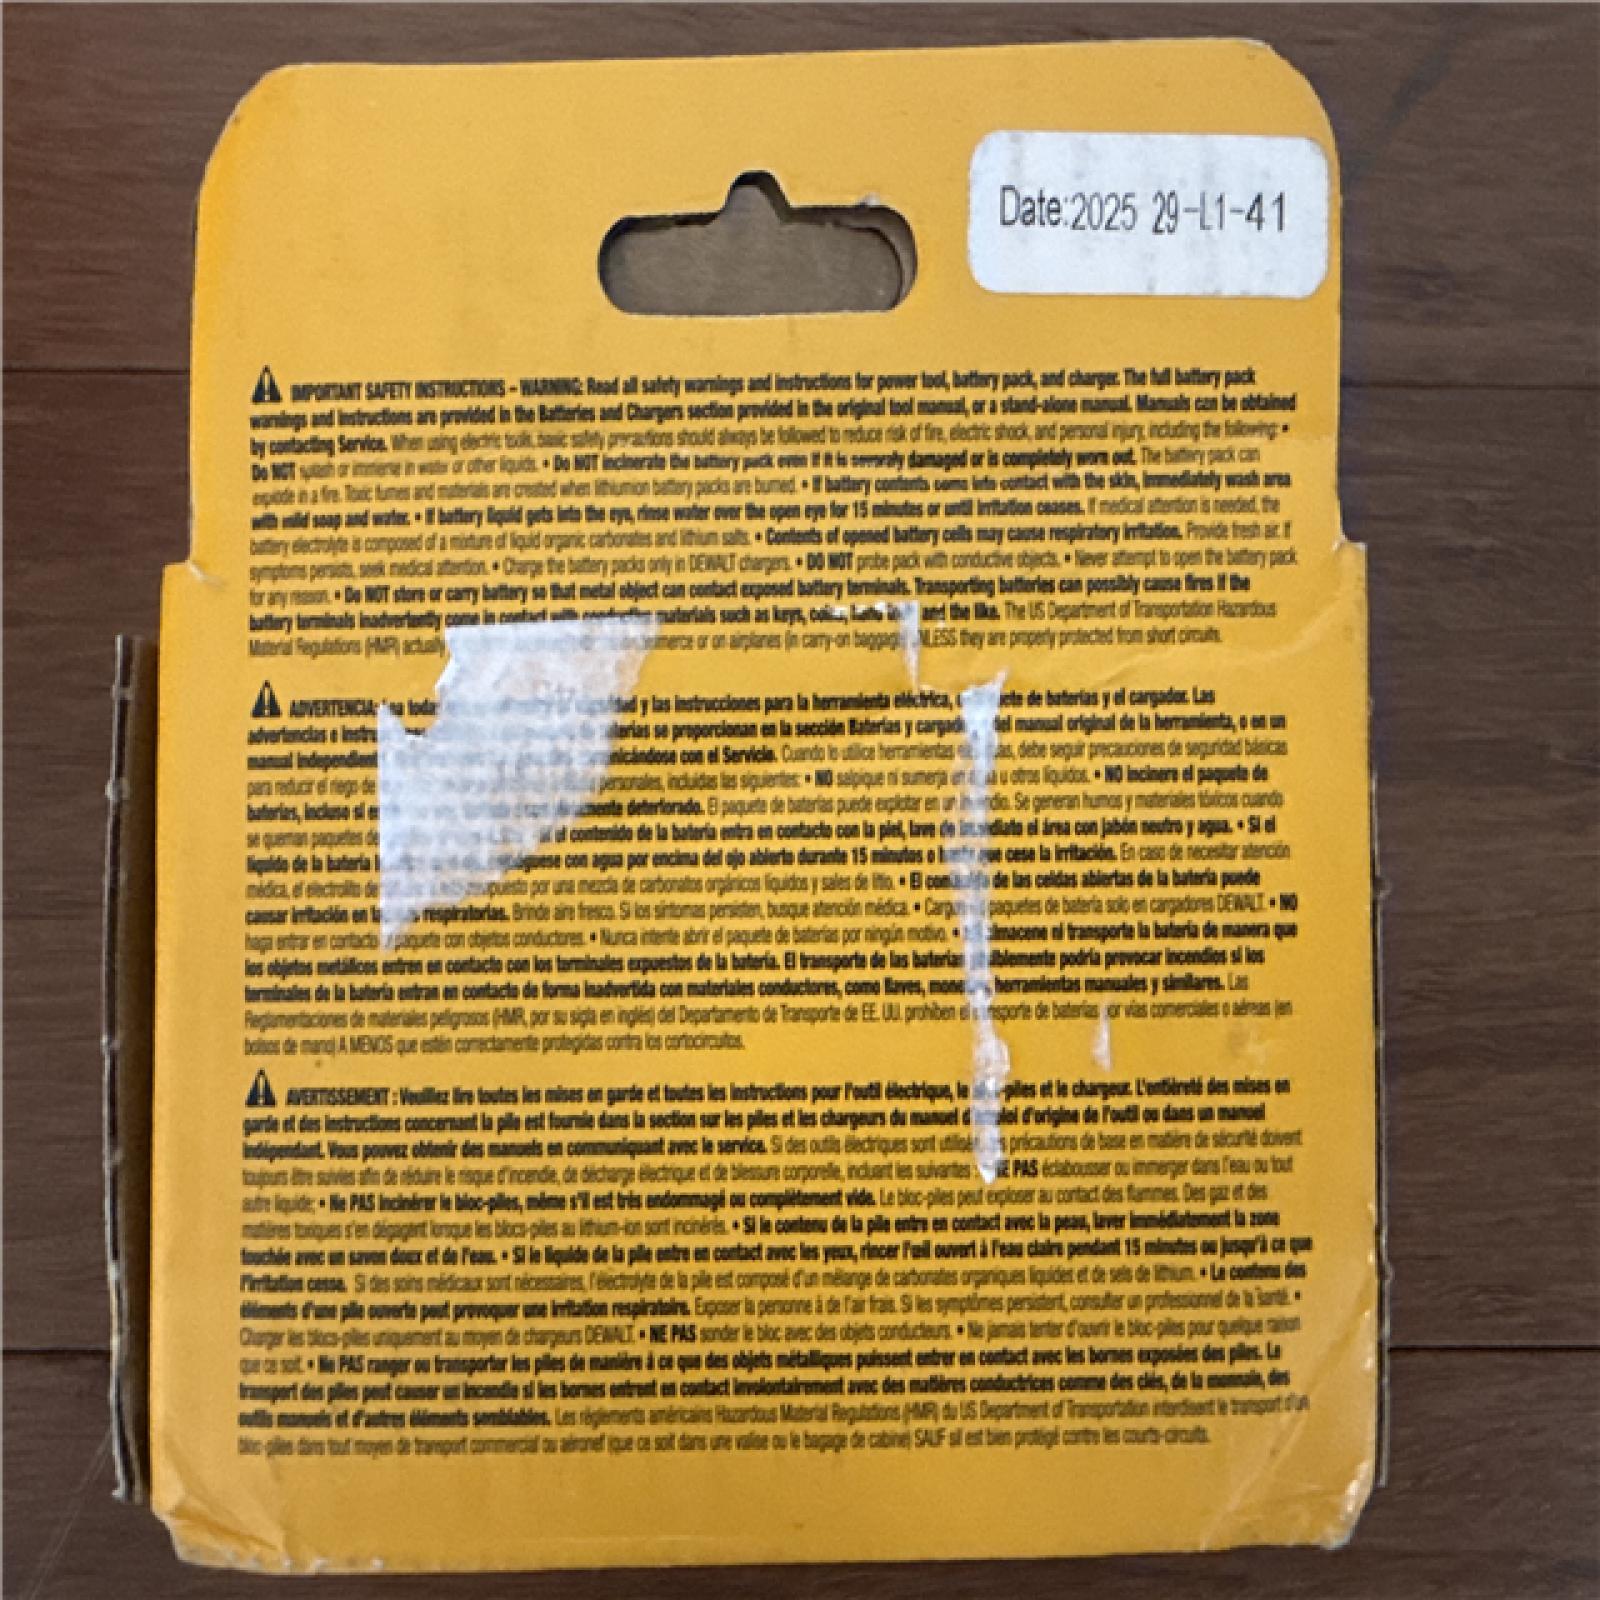 Date:2025 29-L1-41
IMPORTANT SAFETY INSTRUCTIONS – WARNING: Read all safety warnings and instructions for power tool, battery pack, and charger. The full battery pack
warnings and instructions are provided in the Batteries and Chargers section provided in the original tool manual, or a stand-alone manual. Manuals can be obtained
by contacting Service. When using electric tools, basic safety precautions should always be followed to reduce risk of fire, electric shock, and personal injury, including the following: •
Do NOT splash or immerse in water or other liquids. • Do NOT incinerate the battery pack even if it is severely damaged or is completely worn out. The battery pack can
explode in a fire. Toxic fumes and materials are created when lithiumion battery packs are burned. • If battery contents come into contact with the skin, immediately wash area
with mild soap and water. • If battery liquid gets into the eye, rinse water over the open eye for 15 minutes or until irritation ceases. If medical attention is needed, the
battery electrolyte is composed of a mixture of liquid organic carbonates and lithium salts. • Contents of opened battery cells may cause respiratory irritation. Provide fresh air. If
symptoms persists, seek medical attention. • Charge the battery packs only in DEWALT chargers. • DO NOT probe pack with conductive objects. • Never attempt to open the battery pack
for any reason. • Do NOT store or carry battery so that metal object can contact exposed battery terminals. Transporting batteries can possibly cause fires if the
battery terminals inadvertently come in contact with conductive materials such as keys, coins, hand and the like. The US Department of Transportation Hazardous
Material Regulations (HMR) actually or on airplanes (in carry-on baggage) they are properly protected from short circuits.
ADVERTENCIA: y las instrucciones para la herramienta eléctrica, de baterías y el cargador. Las
advertencias e se proporcionan en la sección Baterías y del manual original de la herramienta, o en un
manual con el Servicio. Cuando lo utilice herramientas debe seguir precauciones de seguridad básicas
para reducir el riego de personales, incluidas las siguientes: • NO salpique ni sumerja u otros líquidos. • NO incinere el paquete de
baterías, incluso si deteriorado. El paquete de baterías puede explotar en un Se generan humos y materiales tóxicos cuando
se queman paquetes el contenido de la batería entra en contacto con la piel, lave de el área con jabón neutro y agua. • Si el
líquido de la batería con agua por encima del ojo abierto durante 15 minutos o que cese la irritación. En caso de necesitar atención
médica, el electrolito por una mezcla de carbonatos orgánicos líquidos y sales de litio. • El de las celdas abiertas de la batería puede
causar irritación en respiratorias. Brinde aire fresco. Si los síntomas persisten, busque atención médica. • paquetes de batería solo en cargadores DEWALT. • NO
haga entrar en contacto paquete con objetos conductores. • Nunca intente abrir el paquete de baterías por ningún motivo. • ni transporte la batería de manera que
los objetos metálicos entren en contacto con los terminales expuestos de la batería. El transporte de las baterías podría provocar incendios si los
terminales de la batería entran en contacto de forma inadvertida con materiales conductores, como llaves, herramientas manuales y similares. Las
Reglamentaciones de materiales peligrosos (HMR, por su sigla en inglés) del Departamento de Transporte de EE. UU. prohíben el de baterías por vías comerciales o aéreas (en
bolsos de mano) A MENOS que estén correctamente protegidas contra los cortocircuitos.
AVERTISSEMENT : Veuillez lire toutes les mises en garde et toutes les instructions pour l'outil électrique, le et le chargeur. L'entièreté des mises en
garde et des instructions concernant la pile est fournie dans la section sur les piles et les chargeurs du manuel d'origine de l'outil ou dans un manuel
indépendant. Vous pouvez obtenir des manuels en communiquant avec le service. Si des outils électriques sont précautions de base en matière de sécurité doivent
toujours être suivies afin de réduire le risque d'incendie, de décharge électrique et de blessure corporelle, incluant les suivantes : NE PAS éclabousser ou immerger dans l'eau ou tout
autre liquide; • Ne PAS incinérer le bloc-piles, même s'il est très endommagé ou complètement vide. Le bloc-piles peut exploser au contact des flammes. Des gaz et des
matières toxiques s'en dégagent lorsque les blocs-piles au lithium-ion sont incinérés. • Si le contenu de la pile entre en contact avec la peau, laver immédiatement la zone
touchée avec un savon doux et de l'eau. • Si le liquide de la pile entre en contact avec les yeux, rincer l'œil ouvert à l'eau claire pendant 15 minutes ou jusqu'à ce que
l'irritation cesse. Si des soins médicaux sont nécessaires, l'électrolyte de la pile est composé d'un mélange de carbonates organiques liquides et de sels de lithium. • Le contenu des
éléments d'une pile ouverte peut provoquer une irritation respiratoire. Exposer la personne à de l'air frais. Si les symptômes persistent, consulter un professionnel de la santé. •
Charger les blocs-piles uniquement au moyen de chargeurs DEWALT. • NE PAS sonder le bloc avec des objets conducteurs. • Ne jamais tenter d'ouvrir le bloc-piles pour quelque raison
que ce soit. • Ne PAS ranger ou transporter les piles de manière à ce que des objets métalliques puissent entrer en contact avec les bornes exposées des piles. Le
transport des piles peut causer un incendie si les bornes entrent en contact involontairement avec des matières conductrices comme des clés, de la monnaie, des
outils manuels et d'autres éléments semblables. Les règlements américains Hazardous Material Regulations (HMR) du US Department of Transportation interdisent le transport d'un
bloc-piles dans tout moyen de transport commercial ou aéronef (que ce soit dans une valise ou le bagage de cabine) SAUF s'il est bien protégé contre les courts-circuits.